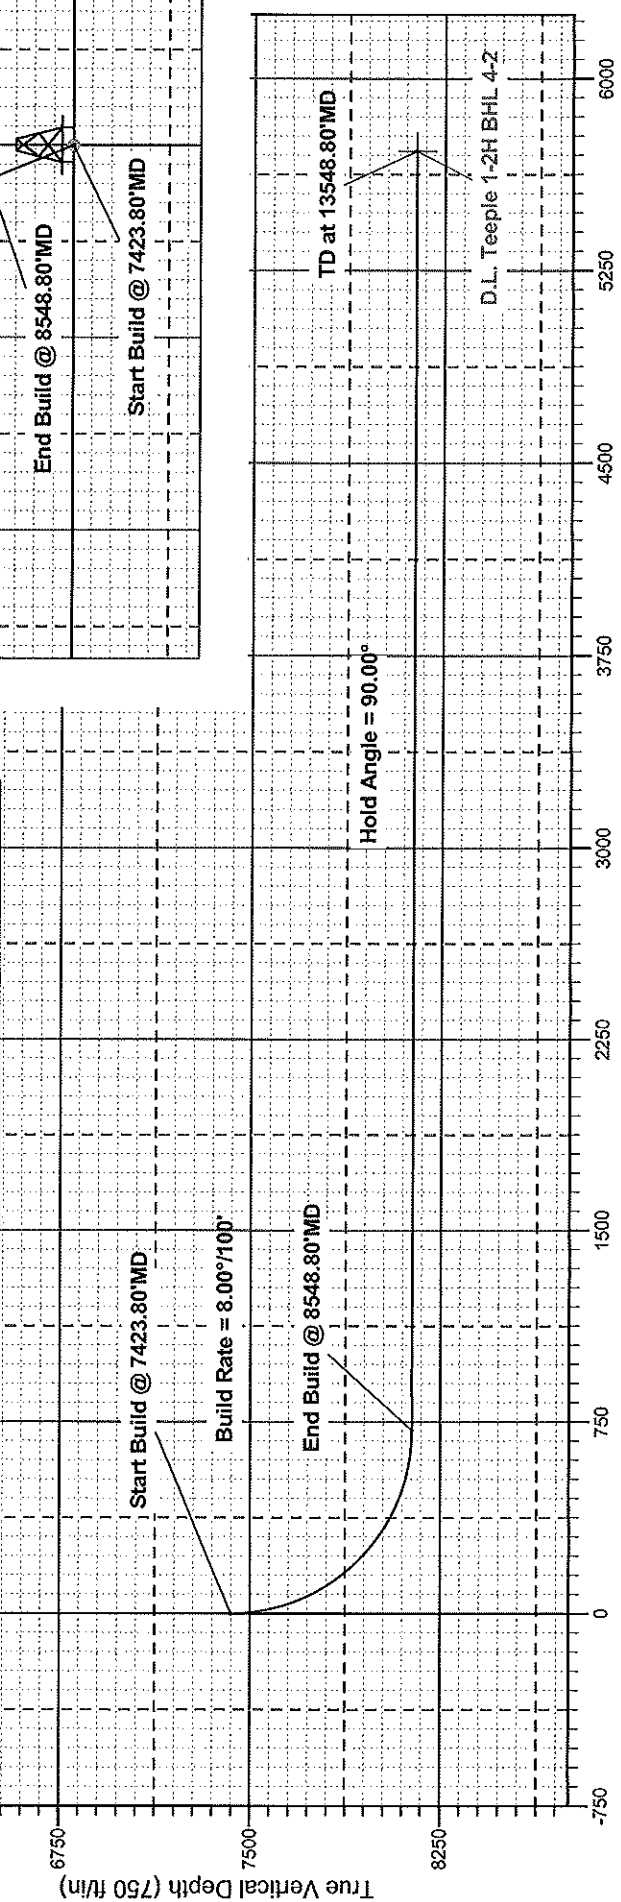 End Build @ 8548.80'MD
Start Build @ 7423.80'MD
6750
7500
8250
True Vertical Depth (750 ft/in)
Start Build @ 7423.80'MD
Build Rate = 8.00°/100'
End Build @ 8548.80'MD
Hold Angle = 90.00°
TD at 13548.80'MD
D.L. Teeple 1-2H BHL 4-2
-750
0
750
1500
2250
3000
3750
4500
5250
6000